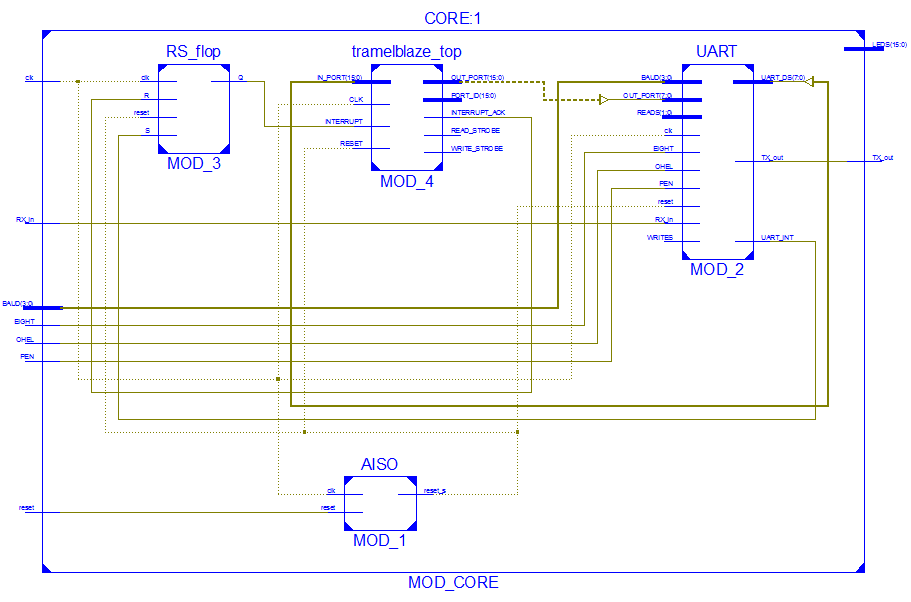 CORE:1
LEDS(15:0)
RS_flop
tramelblaze_top
UART
clk
clk
Q
R
reset
S
MOD_3
IN_PORT(15:0)
OUT_PORT(15:0)
CLK
PORT_ID(15:0)
INTERRUPT_ACK
INTERRUPT
READ_STROBE
RESET
WRITE_STROBE
MOD_4
BAUD(3:0)
UART_DS(7:0)
OUT_PORT(7:0)
READS(1:0)
clk
EIGHT
OHEL
TX_out
TX_out
PEN
reset
RX_in
WRITES
UART_INT
MOD_2
RX_in
BAUD(3:0)
EIGHT
OHEL
PEN
AISO
clk
reset_s
reset
reset
MOD_1
MOD_CORE